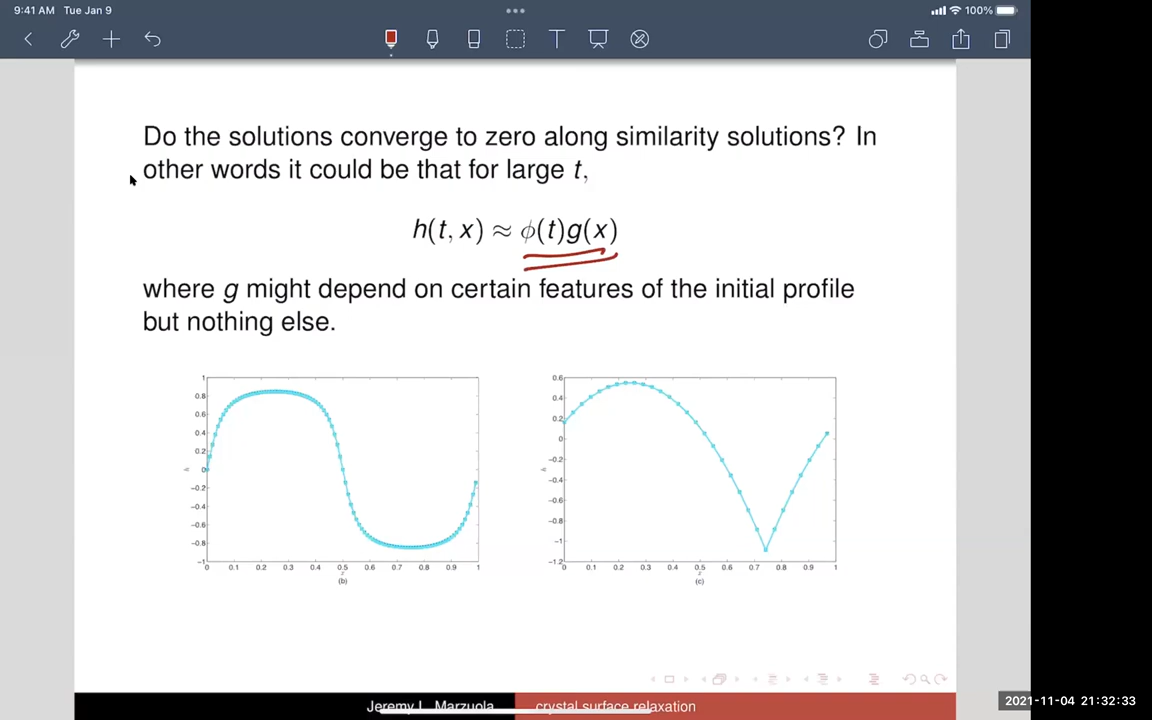 9:41 AM Tue Jan 9
100%
Do the solutions converge to zero along similarity solutions? In
other words it could be that for large t,
h(t, x) ≈ ϕ(t)g(x)
where g might depend on certain features of the initial profile
but nothing else.
1
0.8
0.6
0.4
0.2
0
−0.2
−0.4
−0.6
−0.8
−1
h
0 0.1 0.2 0.3 0.4 0.5 0.6 0.7 0.8 0.9 1
z
(b)
0.6
0.4
0.2
0
−0.2
−0.4
−0.6
−0.8
−1
−1.2
h
0 0.1 0.2 0.3 0.4 0.5 0.6 0.7 0.8 0.9 1
z
(c)
Jeremy L. Marzuola crystal surface relaxation
2021-11-04 21:32:33